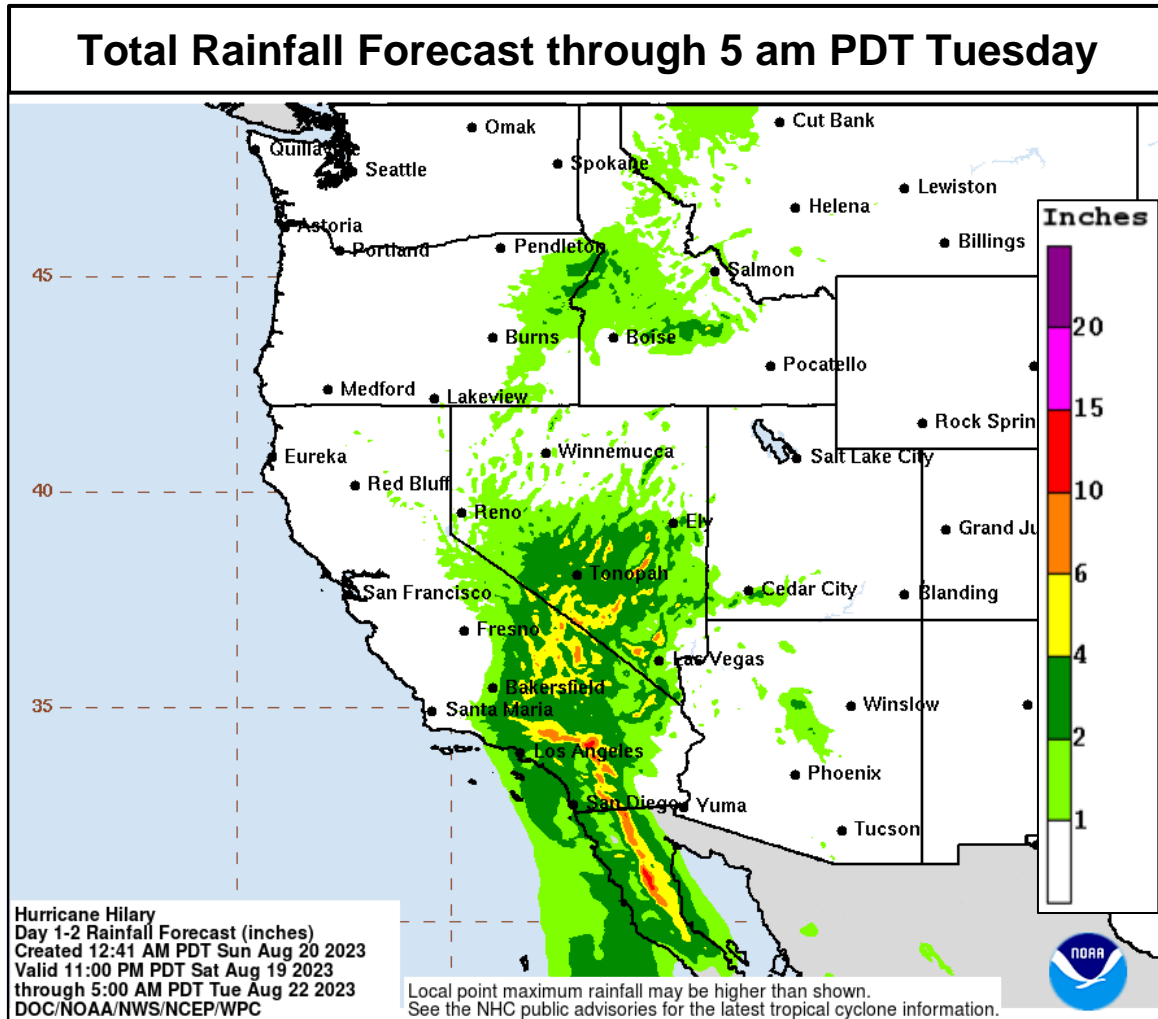 Total Rainfall Forecast through 5 am PDT Tuesday
Omak
Cut Bank
Quillayute
Spokane
Seattle
Lewiston
Helena
Inches
Astoria
Pendleton
Billings
Portland
Salmon
45
20
Burns
Boise
Pocatello
Medford
Lakeview
15
Rock Sprin
Winnemucca
Eureka
Salt Lake City
Red Bluff
40
10
Reno
Ely
Grand Ju
Tonopah
6
San Francisco
Cedar City
Blanding
Fresno
4
Las Vegas
Bakersfield
35
Santa Maria
Winslow
2
Los Angeles
Phoenix
San Diego
Yuma
1
Tucson
Hurricane Hilary
Day 1-2 Rainfall Forecast (inches)
Created 12:41 AM PDT Sun Aug 20 2023
Valid 11:00 PM PDT Sat Aug 19 2023
through 5:00 AM PDT Tue Aug 22 2023
DOC/NOAA/NWS/NCEP/WPC
Local point maximum rainfall may be higher than shown.
See the NHC public advisories for the latest tropical cyclone information.
NOAA